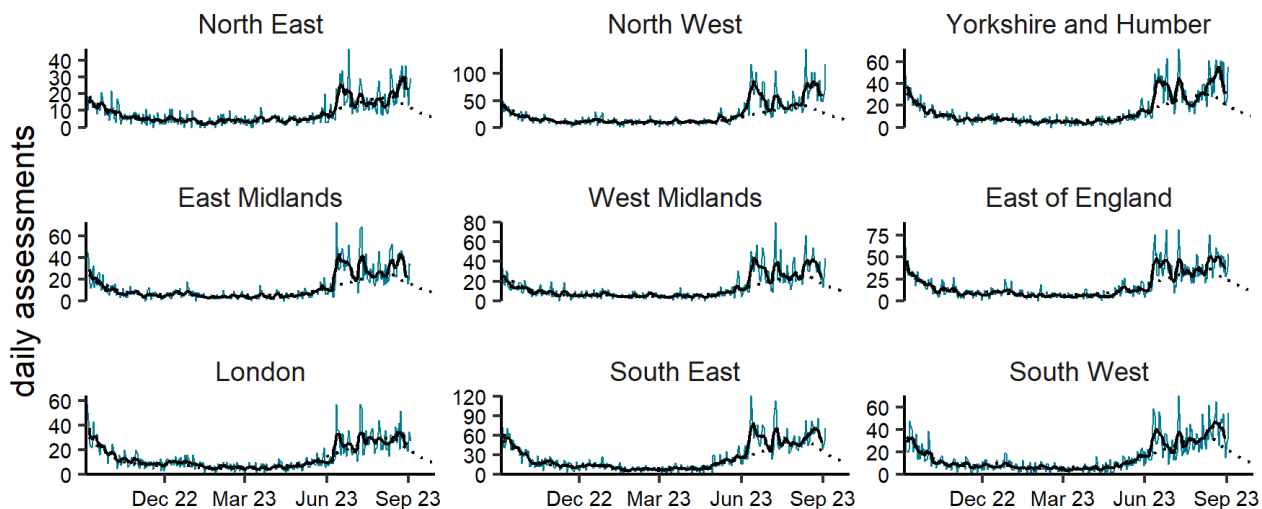 North East
North West
Yorkshire and Humber
40
30
20
10
0
100
50
0
60
40
20
0
daily assessments
East Midlands
West Midlands
East of England
60
40
20
0
80
60
40
20
0
75
50
25
0
London
South East
South West
60
40
20
0
120
90
60
30
0
60
40
20
0
Dec 22 Mar 23 Jun 23 Sep 23
Dec 22 Mar 23 Jun 23 Sep 23
Dec 22 Mar 23 Jun 23 Sep 23